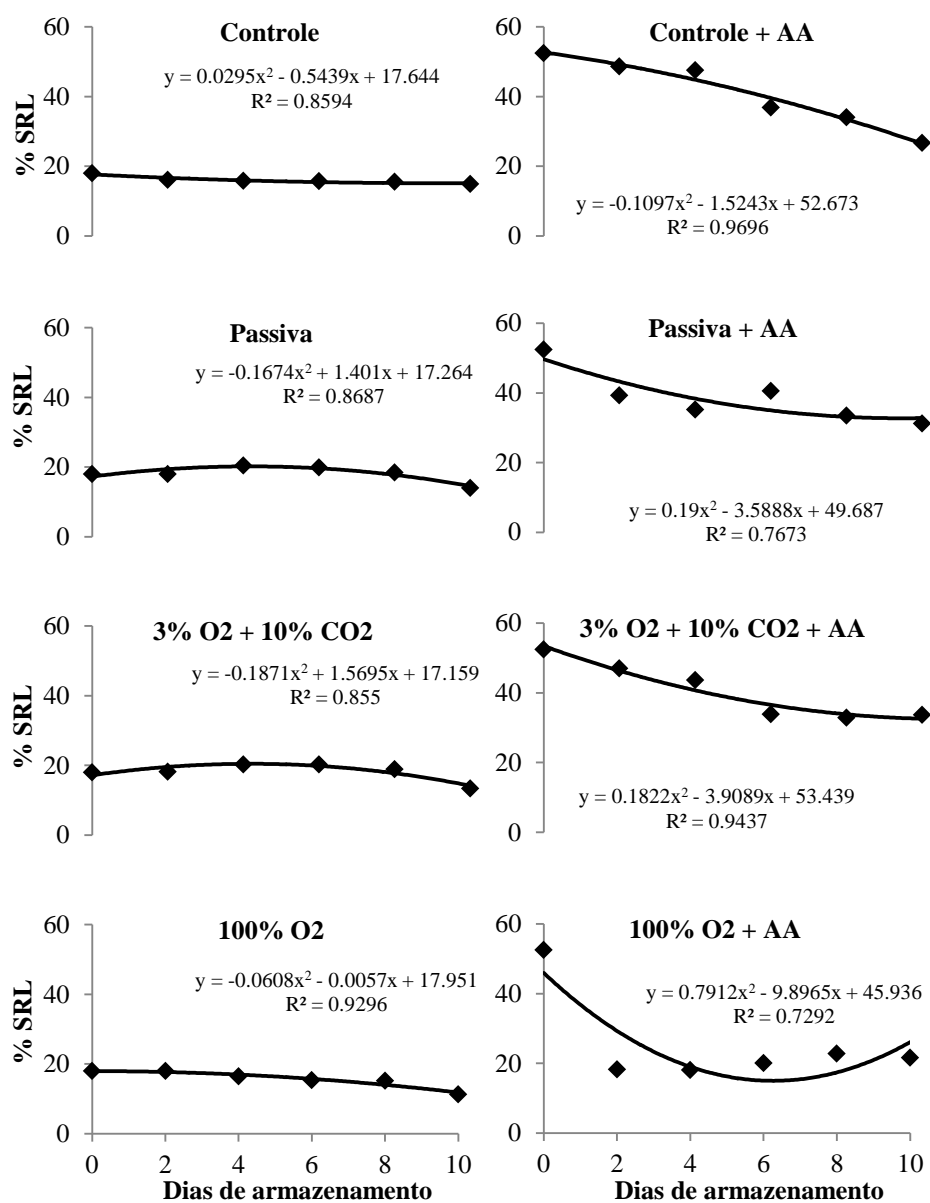 Controle
y = 0.0295x² - 0.5439x + 17.644
R² = 0.8594
% SRL
60
40
20
0
Controle + AA
y = -0.1097x² - 1.5243x + 52.673
R² = 0.9696
60
40
20
0
Passiva
y = -0.1674x² + 1.401x + 17.264
R² = 0.8687
% SRL
60
40
20
0
Passiva + AA
y = 0.19x² - 3.5888x + 49.687
R² = 0.7673
60
40
20
0
3% O2 + 10% CO2
y = -0.1871x² + 1.5695x + 17.159
R² = 0.855
% SRL
60
40
20
0
3% O2 + 10% CO2 + AA
y = 0.1822x² - 3.9089x + 53.439
R² = 0.9437
60
40
20
0
100% O2
y = -0.0608x² - 0.0057x + 17.951
R² = 0.9296
% SRL
60
40
20
0
0 2 4 6 8 10
Dias de armazenamento
100% O2 + AA
y = 0.7912x² - 9.8965x + 45.936
R² = 0.7292
60
40
20
0
0 2 4 6 8 10
Dias de armazenamento